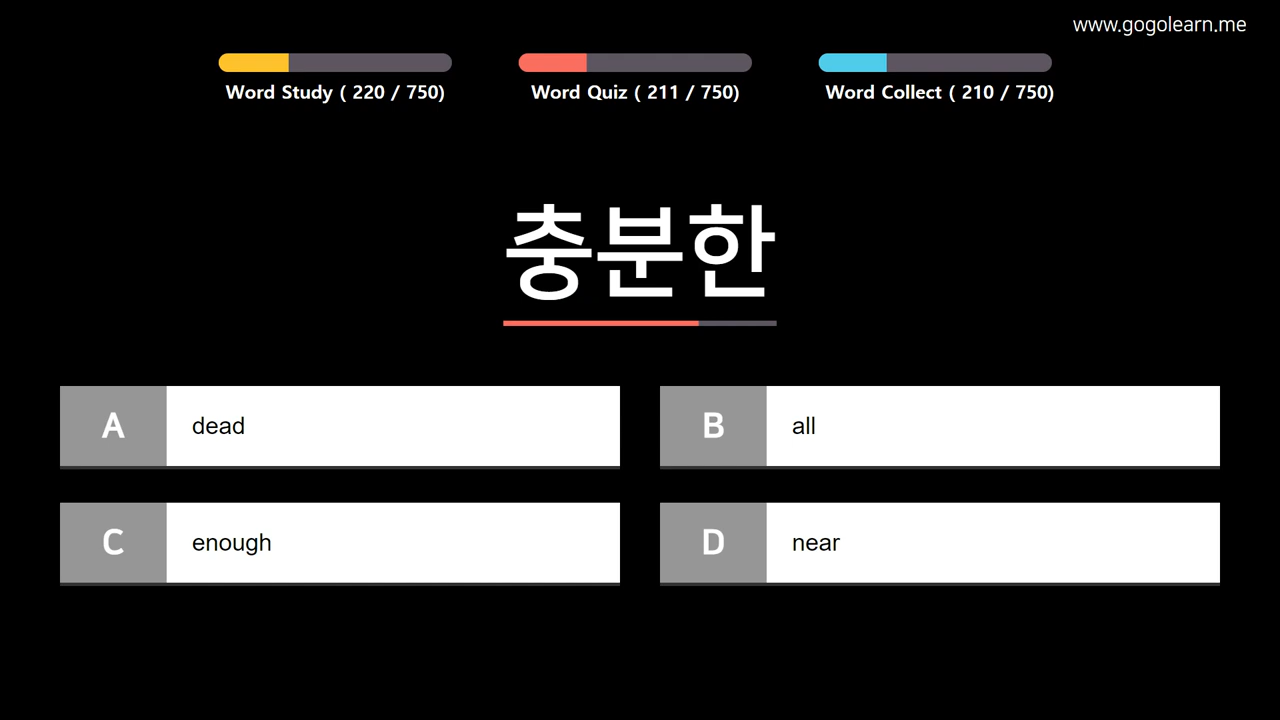 www.gogolearn.me
Word Study ( 220 / 750)
Word Quiz ( 211 / 750)
Word Collect ( 210 / 750)
충분한
A dead
B all
C enough
D near